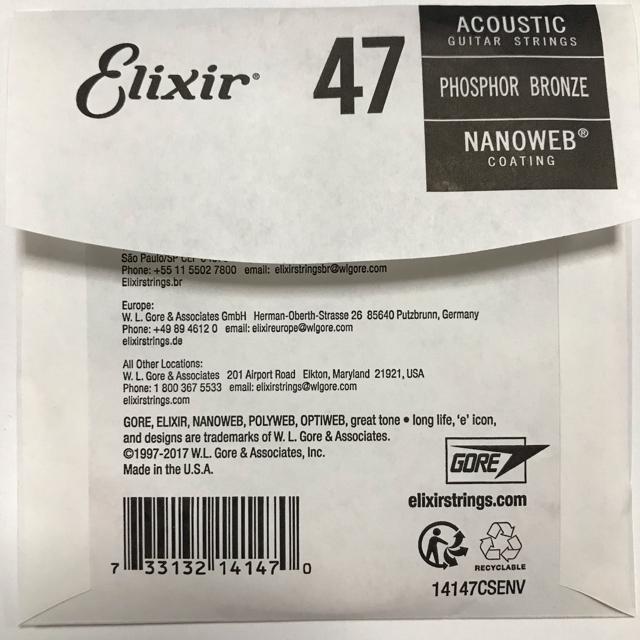 Elixir®
47
ACOUSTIC
GUITAR STRINGS
PHOSPHOR BRONZE
NANOWEB®
COATING
São Paulo/SP
Phone: +55 11 5502 7800 email: elixirstringsbr@wlgore.com
Elixirstrings.br
Europe:
W. L. Gore & Associates GmbH Herman-Oberth-Strasse 26 85640 Putzbrunn, Germany
Phone: +49 89 4612 0 email: elixireurope@wlgore.com
elixirstrings.de
All Other Locations:
W. L. Gore & Associates 201 Airport Road Elkton, Maryland 21921, USA
Phone: 1 800 367 5533 email: elixirstrings@wlgore.com
elixirstrings.com
GORE, ELIXIR, NANOWEB, POLYWEB, OPTIWEB, great tone • long life, 'e' icon,
and designs are trademarks of W. L. Gore & Associates.
©1997-2017 W.L. Gore & Associates, Inc.
Made in the U.S.A.
GORE
elixirstrings.com
RECYCLABLE
14147CSENV
7 33132 14147 0